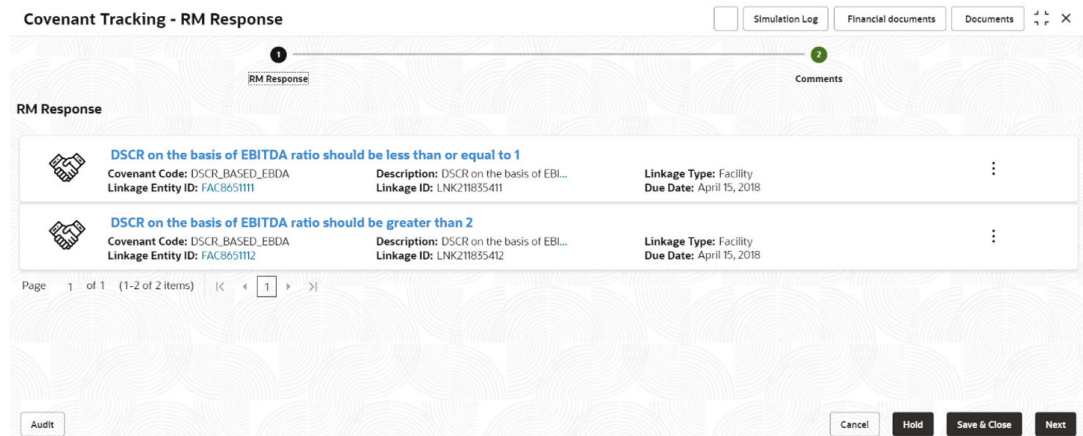 Covenant Tracking - RM Response
Simulation Log
Financial documents
Documents
1
2
RM Response
Comments
RM Response
DSCR on the basis of EBITDA ratio should be less than or equal to 1
Covenant Code: DSCR_BASED_EBDA Description: DSCR on the basis of EBI... Linkage Type: Facility
Linkage Entity ID: FAC8651111 Linkage ID: LNK211835411 Due Date: April 15, 2018
DSCR on the basis of EBITDA ratio should be greater than 2
Covenant Code: DSCR_BASED_EBDA Description: DSCR on the basis of EBI... Linkage Type: Facility
Linkage Entity ID: FAC8651112 Linkage ID: LNK211835412 Due Date: April 15, 2018
Page 1 of 1 (1-2 of 2 items) 1
Audit
Cancel
Hold
Save & Close
Next